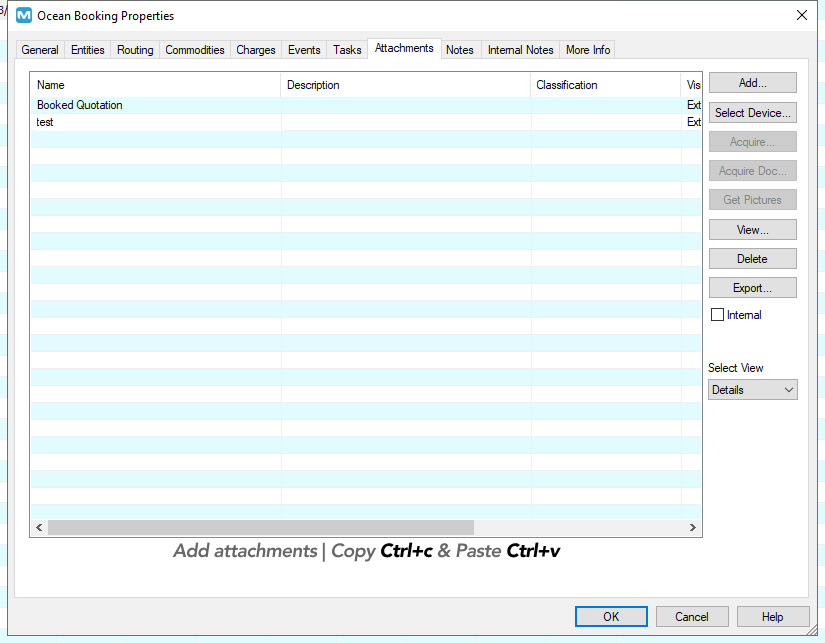 3/
M Ocean Booking Properties
General Entities Routing Commodities Charges Events Tasks Attachments Notes Internal Notes More Info
Name Description Classification Vis
Booked Quotation Ext
test Ext
Add...
Select Device...
Acquire...
Acquire Doc...
Get Pictures
View...
Delete
Export...
Internal
Select View
Details
Add attachments | Copy Ctrl+c & Paste Ctrl+v
OK Cancel Help